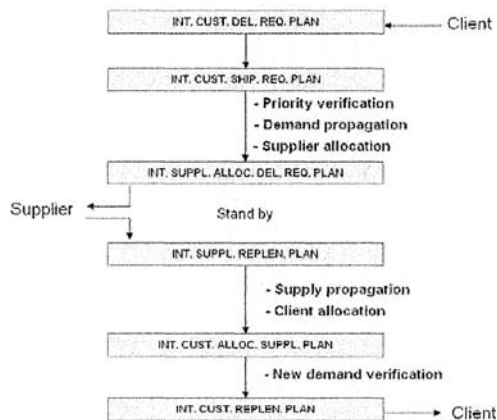 INT. CUST. DEL. REQ. PLAN
Client
INT. CUST. SHIP. REQ. PLAN
- Priority verification
- Demand propagation
- Supplier allocation
INT. SUPPL. ALLOC. DEL. REQ. PLAN
Supplier
Stand by
INT. SUPPL. REPLEN. PLAN
- Supply propagation
- Client allocation
INT. CUST. ALLOC. SUPPL. PLAN
- New demand verification
INT. CUST. REPLEN. PLAN
Client